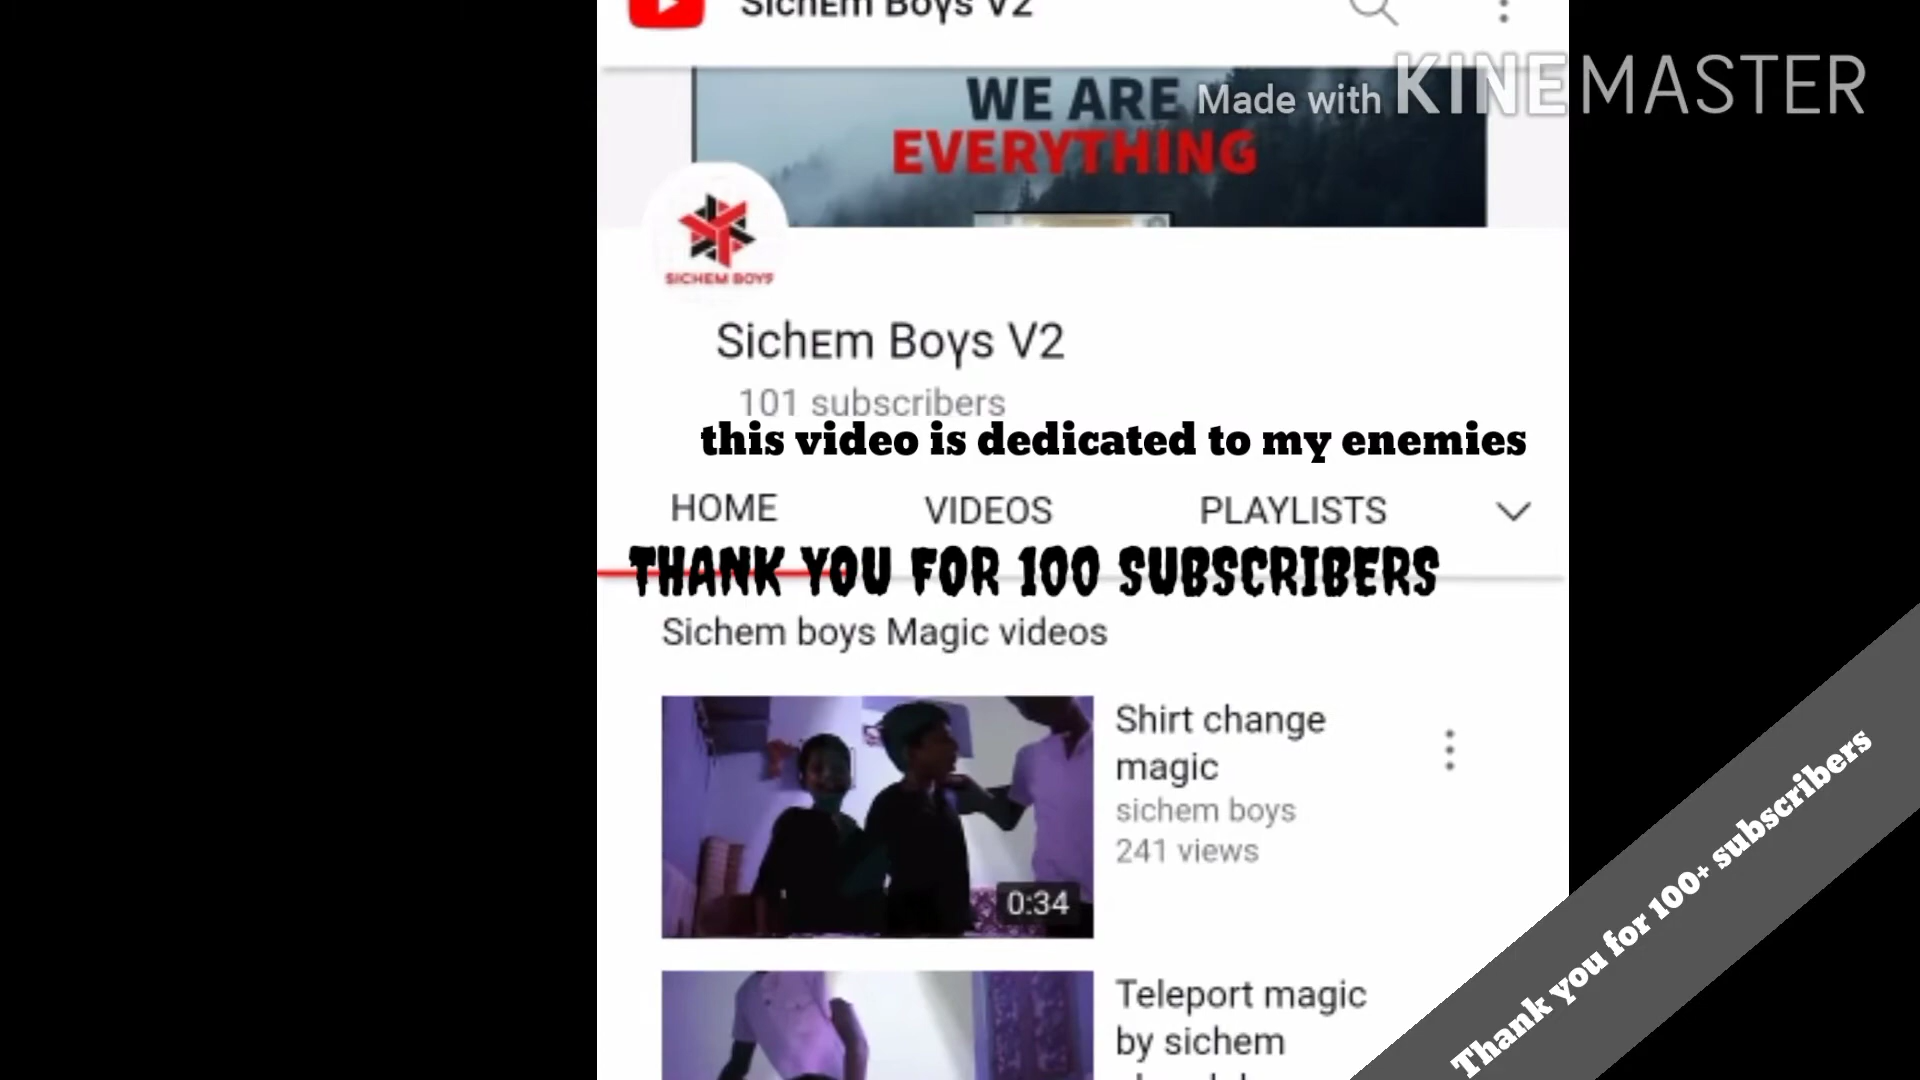 SichEm Boys V2
Made with KINEMASTER
WE ARE
EVERYTHING
SICHEM BOYS
SichEm Boys V2
101 subscribers
this video is dedicated to my enemies
HOME
VIDEOS
PLAYLISTS
THANK YOU FOR 100 SUBSCRIBERS
Sichem boys Magic videos
Shirt change
magic
sichem boys
241 views
0:34
Teleport magic
by sichem
Thank you for 100+ subscribers